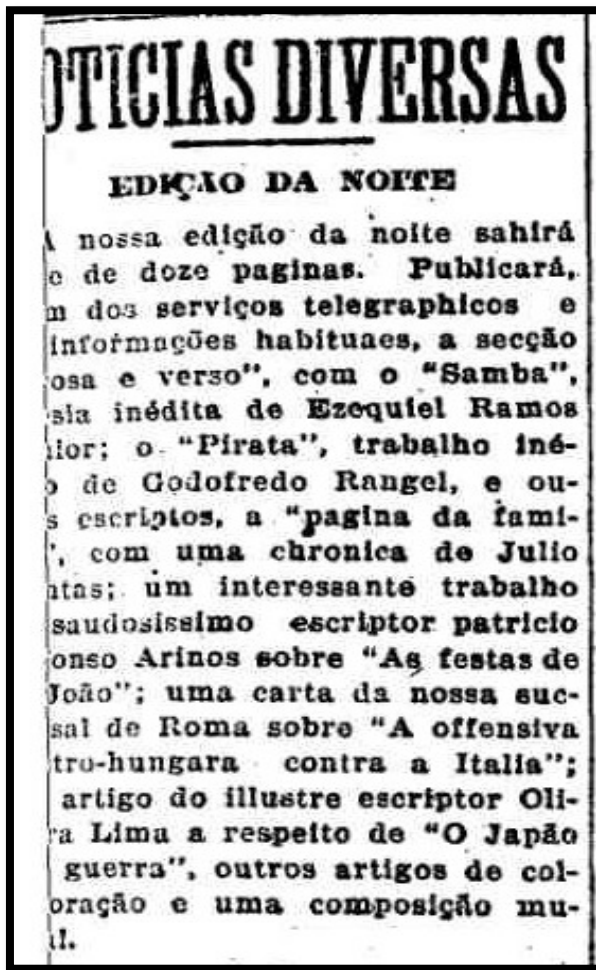 OTICIAS DIVERSAS
EDIÇÃO DA NOITE
A nossa edição da noite sahirá
e de doze paginas. Publicará,
m dos serviços telegraphicos e
informações habituaes, a secção
osa e verso", com o "Samba",
sia inédita de Ezequiel Ramos
nior; o "Pirata", trabalho iné-
o de Godofredo Rangel, e ou-
s escriptos, a "pagina da fami-
", com uma chronica de Julio
ntas; um interessante trabalho
saudosissimo escriptor patricio
onso Arinos sobre "As festas de
João"; uma carta da nossa suc-
sal de Roma sobre "A offensiva
tro-hungara contra a Italia";
artigo do illustre escriptor Oli-
ra Lima a respeito de "O Japão
guerra", outros artigos de col-
oração e uma composição mu-
al.